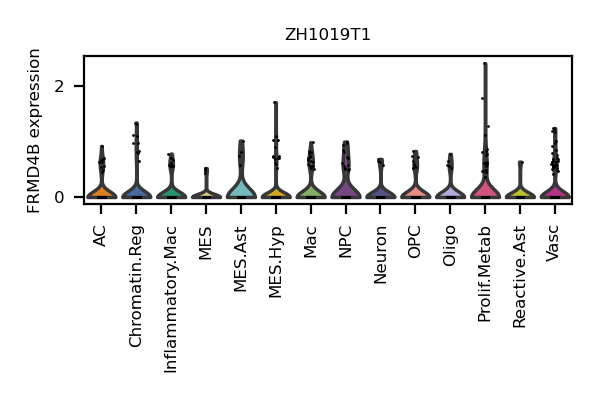 ZH1019T1
FRMD4B expression
2
0
AC
Chromatin.Reg
Inflammatory.Mac
MES
MES.Ast
MES.Hyp
Mac
NPC
Neuron
OPC
Oligo
Prolif.Metab
Reactive.Ast
Vasc